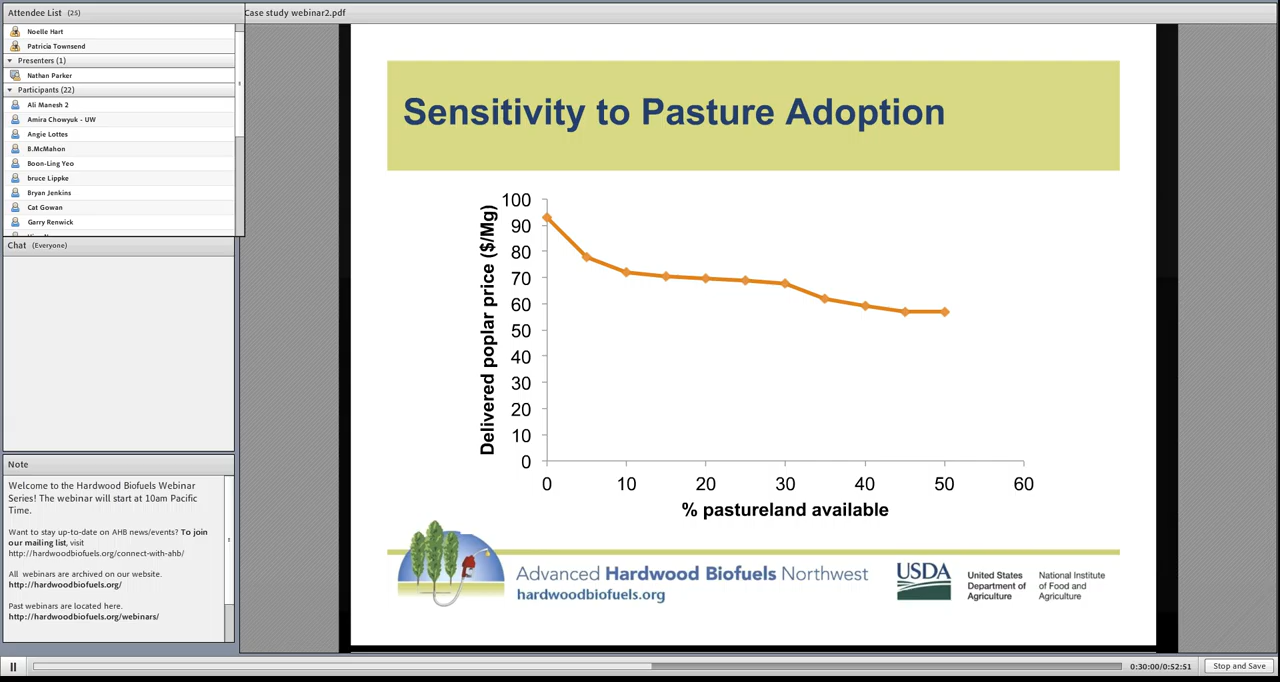 Attendee List (25)
Case study webinar2.pdf
Noelle Hart
Patricia Townsend
Presenters (1)
Nathan Parker
Participants (22)
Ali Manesh 2
Amira Chowyuk - UW
Angie Lottes
B.McMahon
Boon-Ling Yeo
bruce Lippke
Bryan Jenkins
Cat Gowan
Garry Renwick
Chat (Everyone)
Note
Welcome to the Hardwood Biofuels Webinar
Series! The webinar will start at 10am Pacific
Time.
Want to stay up-to-date on AHB news/events? To join
our mailing list, visit
http://hardwoodbiofuels.org/connect-with-ahb/
All webinars are archived on our website.
http://hardwoodbiofuels.org/
Past webinars are located here.
http://hardwoodbiofuels.org/webinars/
Sensitivity to Pasture Adoption
Delivered poplar price ($/Mg)
100
90
80
70
60
50
40
30
20
10
0
0 10 20 30 40 50 60
% pastureland available
Advanced Hardwood Biofuels Northwest
hardwoodbiofuels.org
USDA
United States
Department of
Agriculture
National Institute
of Food and
Agriculture
0:30:00/0:52:51
Stop and Save